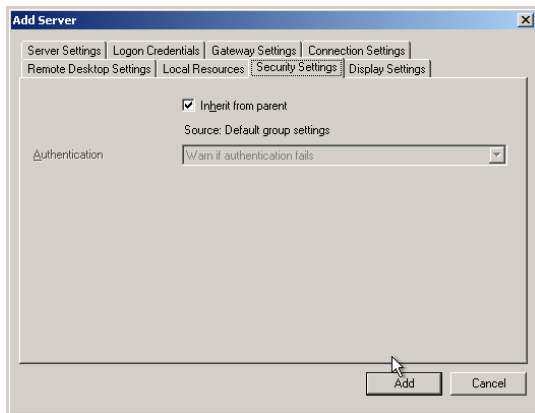 Add Server
Server Settings Logon Credentials Gateway Settings Connection Settings
Remote Desktop Settings Local Resources Security Settings Display Settings
Inherit from parent
Source: Default group settings
Authentication Warn if authentication fails
Add Cancel